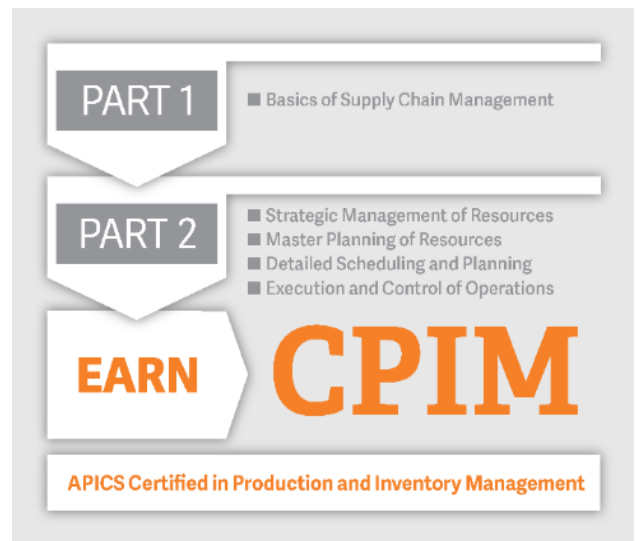 PART 1
■ Basics of Supply Chain Management
PART 2
■ Strategic Management of Resources
■ Master Planning of Resources
■ Detailed Scheduling and Planning
■ Execution and Control of Operations
EARN
CPIM
APICS Certified in Production and Inventory Management